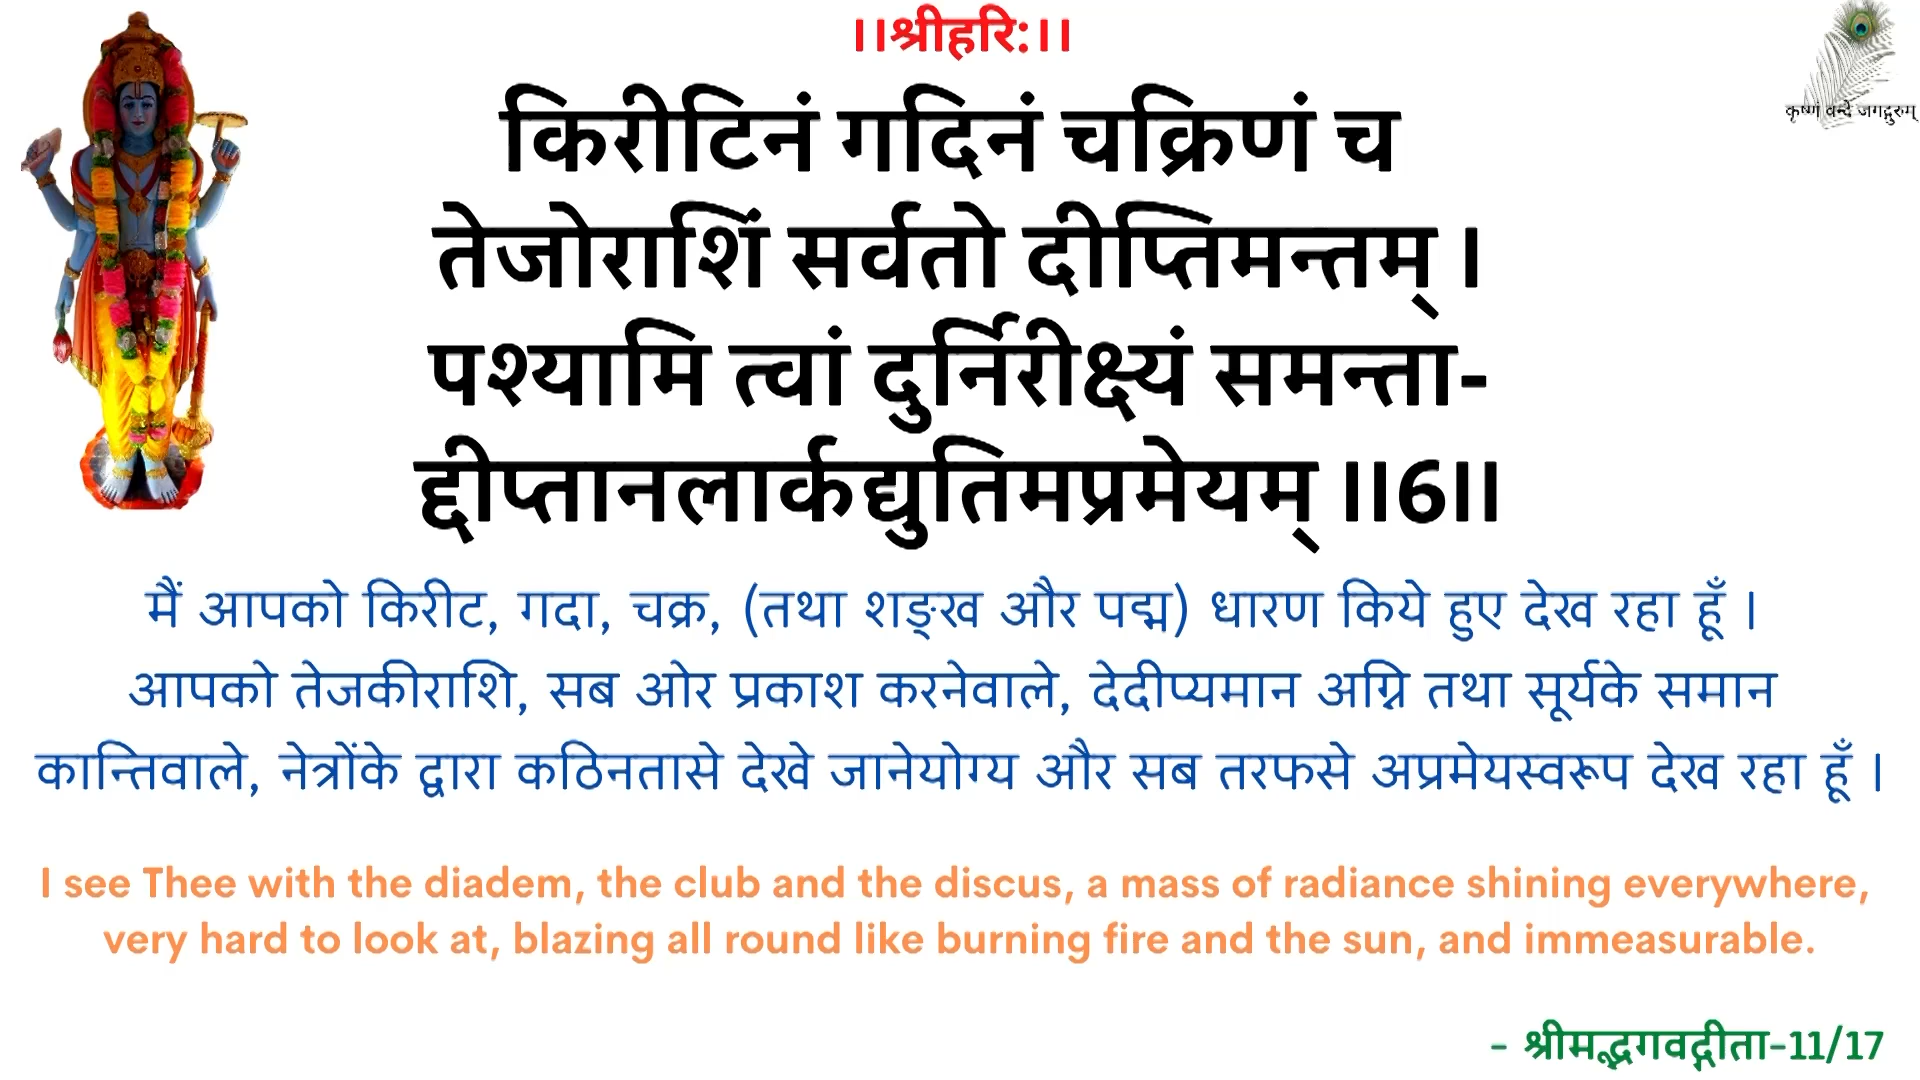 ।।श्रीहरि:।।
कृष्णं वन्दे जगद्गुरुम्
किरीटिनं गदिनं चक्रिणं च
तेजोराशिं सर्वतो दीप्तिमन्तम् ।
पश्यामि त्वां दुर्निरीक्ष्यं समन्ता-
द्दीप्तानलार्कद्युतिमप्रमेयम् ।।6।।
मैं आपको किरीट, गदा, चक्र, (तथा शङ्ख और पद्म) धारण किये हुए देख रहा हूँ ।
आपको तेजकीराशि, सब ओर प्रकाश करनेवाले, देदीप्यमान अग्नि तथा सूर्यके समान
कान्तिवाले, नेत्रोंके द्वारा कठिनतासे देखे जानेयोग्य और सब तरफसे अप्रमेयस्वरूप देख रहा हूँ ।
I see Thee with the diadem, the club and the discus, a mass of radiance shining everywhere,
very hard to look at, blazing all round like burning fire and the sun, and immeasurable.
- श्रीमद्भगवद्गीता-11/17